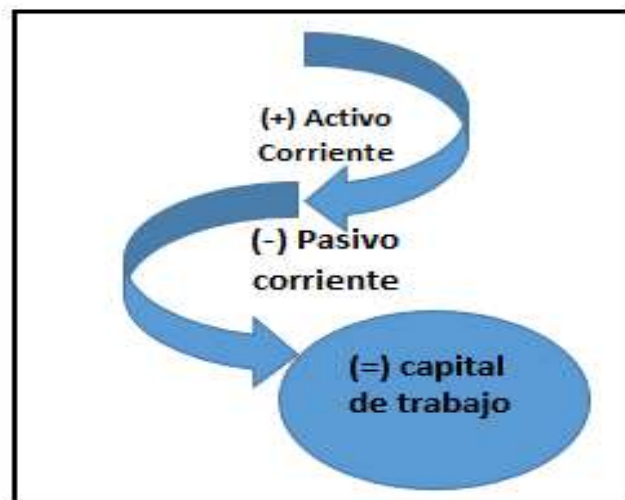 (+) Activo
Corriente
(-) Pasivo
corriente
(=) capital
de trabajo